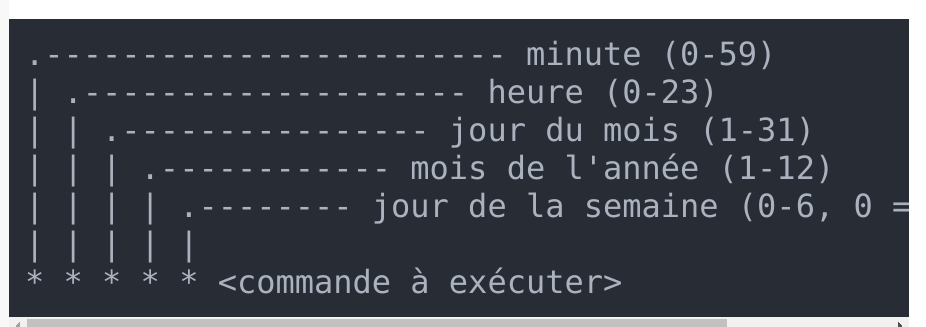 .------------------------ minute (0-59)
| .-------------------- heure (0-23)
| | .---------------- jour du mois (1-31)
| | | .------------ mois de l'année (1-12)
| | | | .-------- jour de la semaine (0-6, 0 =
| | | | |
* * * * * <commande à exécuter>